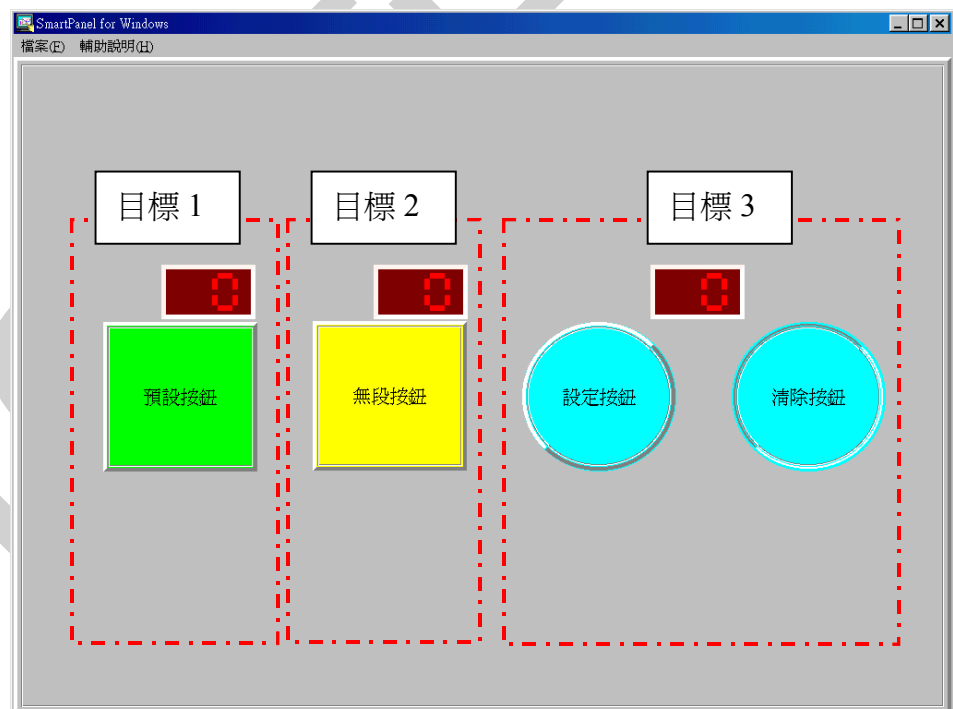 SmartPanel for Windows
檔案(F) 輔助說明(H)
目標 1
目標 2
目標 3
0
0
0
預設按鈕
無段按鈕
設定按鈕
清除按鈕